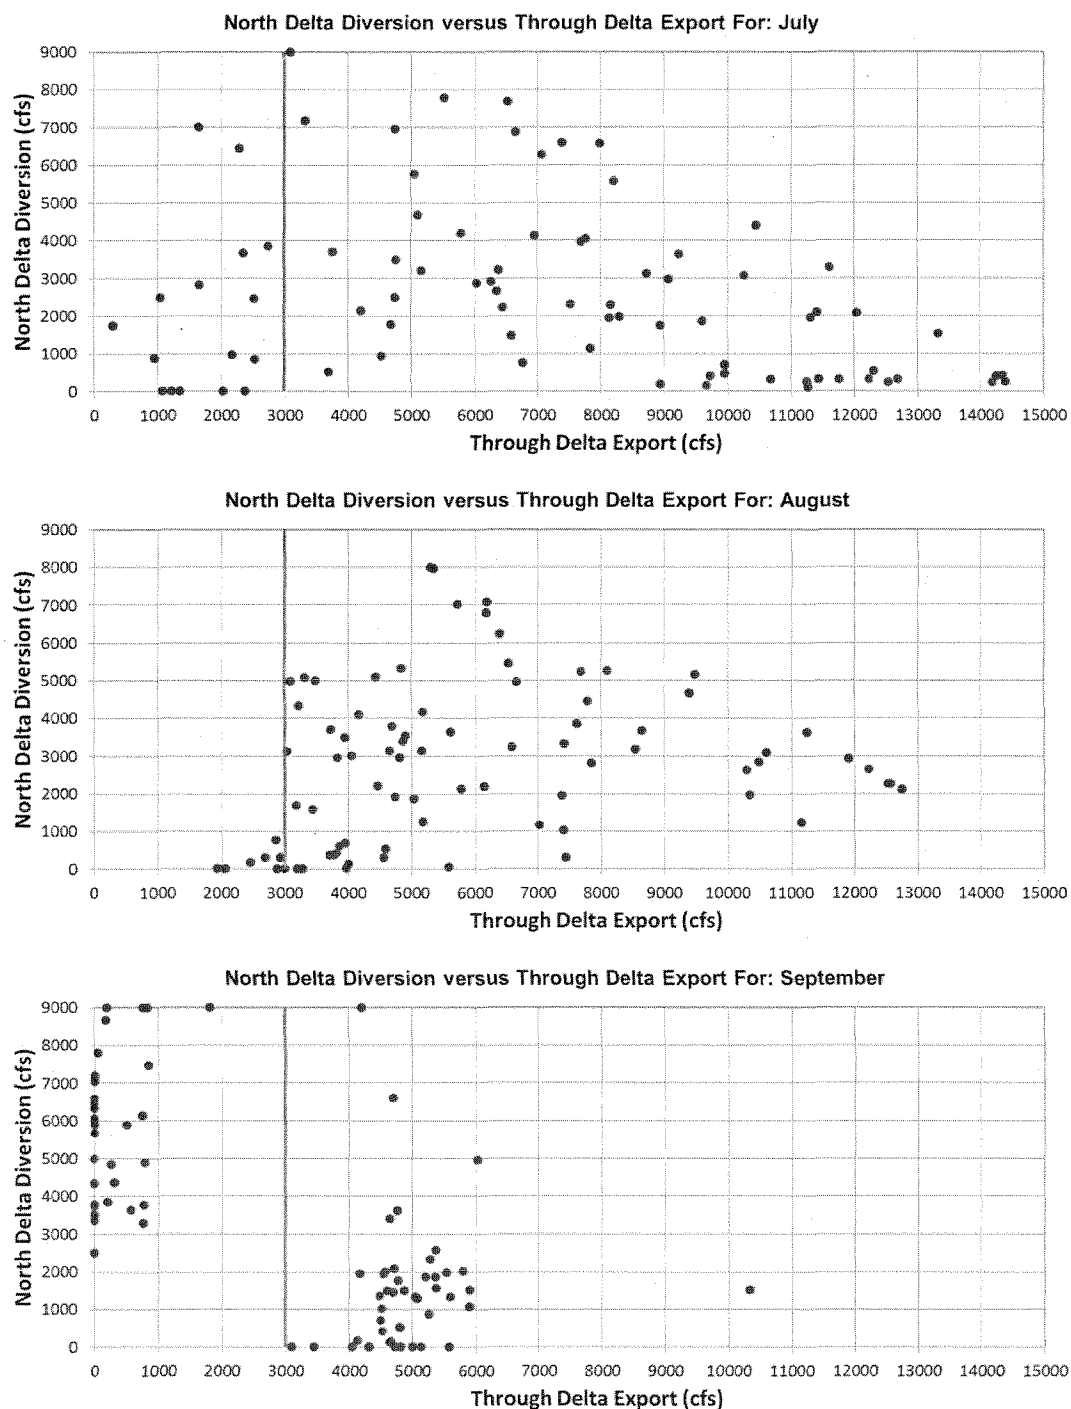 North Delta Diversion versus Through Delta Export For: July
North Delta Diversion (cfs)
9000
8000
7000
6000
5000
4000
3000
2000
1000
0
0 1000 2000 3000 4000 5000 6000 7000 8000 9000 10000 11000 12000 13000 14000 15000
Through Delta Export (cfs)
North Delta Diversion versus Through Delta Export For: August
North Delta Diversion (cfs)
9000
8000
7000
6000
5000
4000
3000
2000
1000
0
0 1000 2000 3000 4000 5000 6000 7000 8000 9000 10000 11000 12000 13000 14000 15000
Through Delta Export (cfs)
North Delta Diversion versus Through Delta Export For: September
North Delta Diversion (cfs)
9000
8000
7000
6000
5000
4000
3000
2000
1000
0
0 1000 2000 3000 4000 5000 6000 7000 8000 9000 10000 11000 12000 13000 14000 15000
Through Delta Export (cfs)